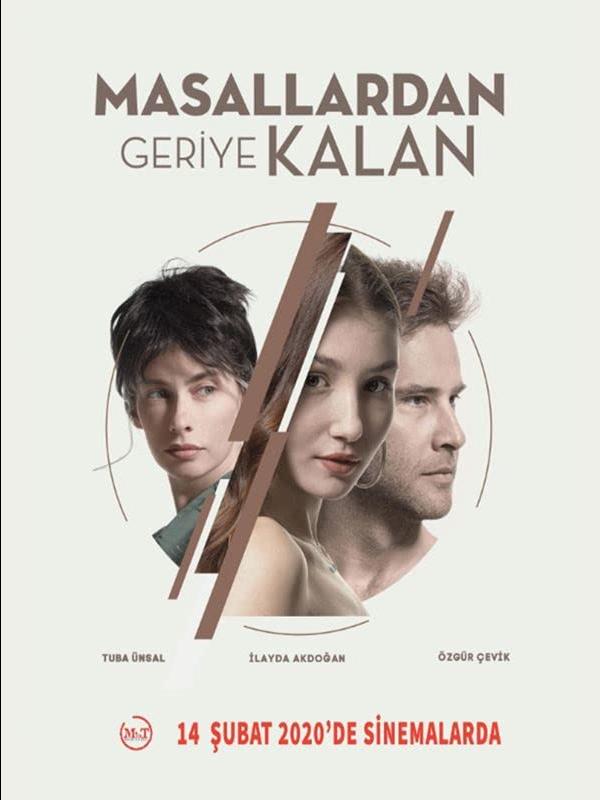 MASALLARDAN
GERİYE KALAN
TUBA ÜNSAL İLAYDA AKDOĞAN ÖZGÜR ÇEVİK
14 ŞUBAT 2020'DE SİNEMALARDA